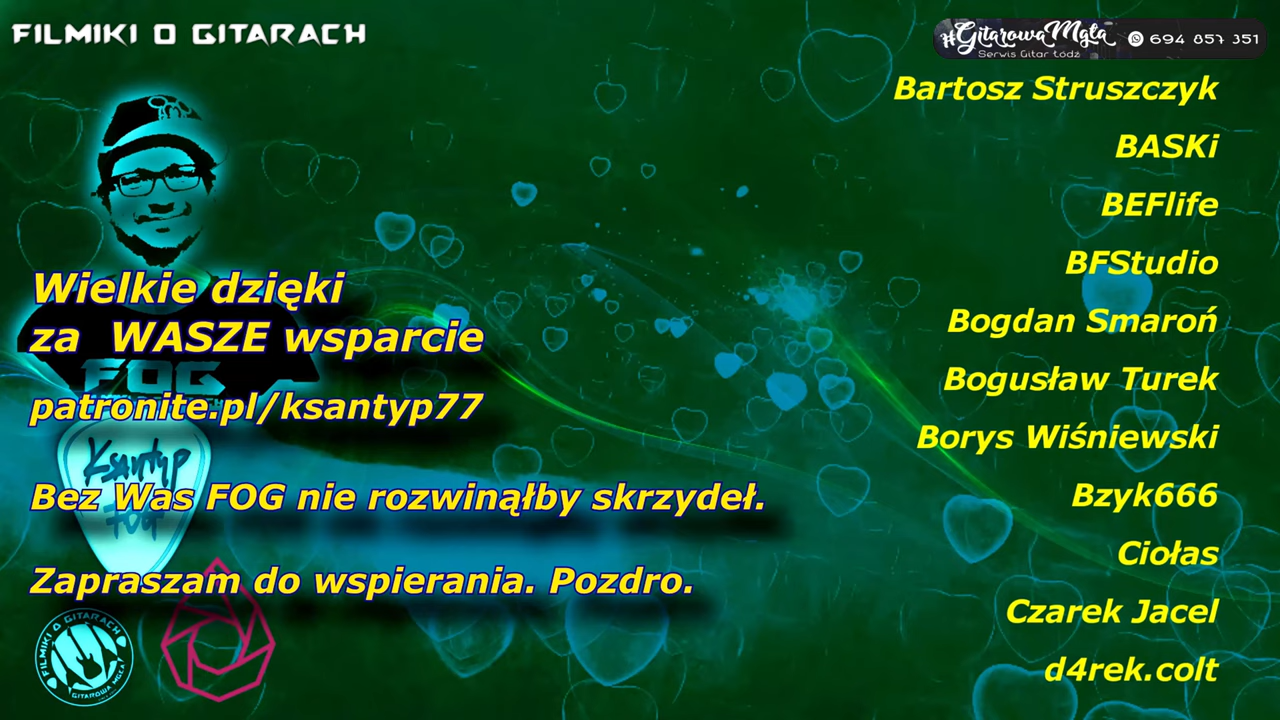 FILMIKI O GITARACH
#GitarowaMgła
Serwis Gitar Łódź
694 857 351
Wielkie dzięki
za WASZE wsparcie
FOG
patronite.pl/ksantyp77
Ksantyp
FOG
Bez Was FOG nie rozwinąłby skrzydeł.
Zapraszam do wspierania. Pozdro.
FILMIKI O GITARACH
GITAROWA MGŁA
Bartosz Struszczyk
BASKi
BEFlife
BFStudio
Bogdan Smaroń
Bogusław Turek
Borys Wiśniewski
Bzyk666
Ciołas
Czarek Jacel
d4rek.colt